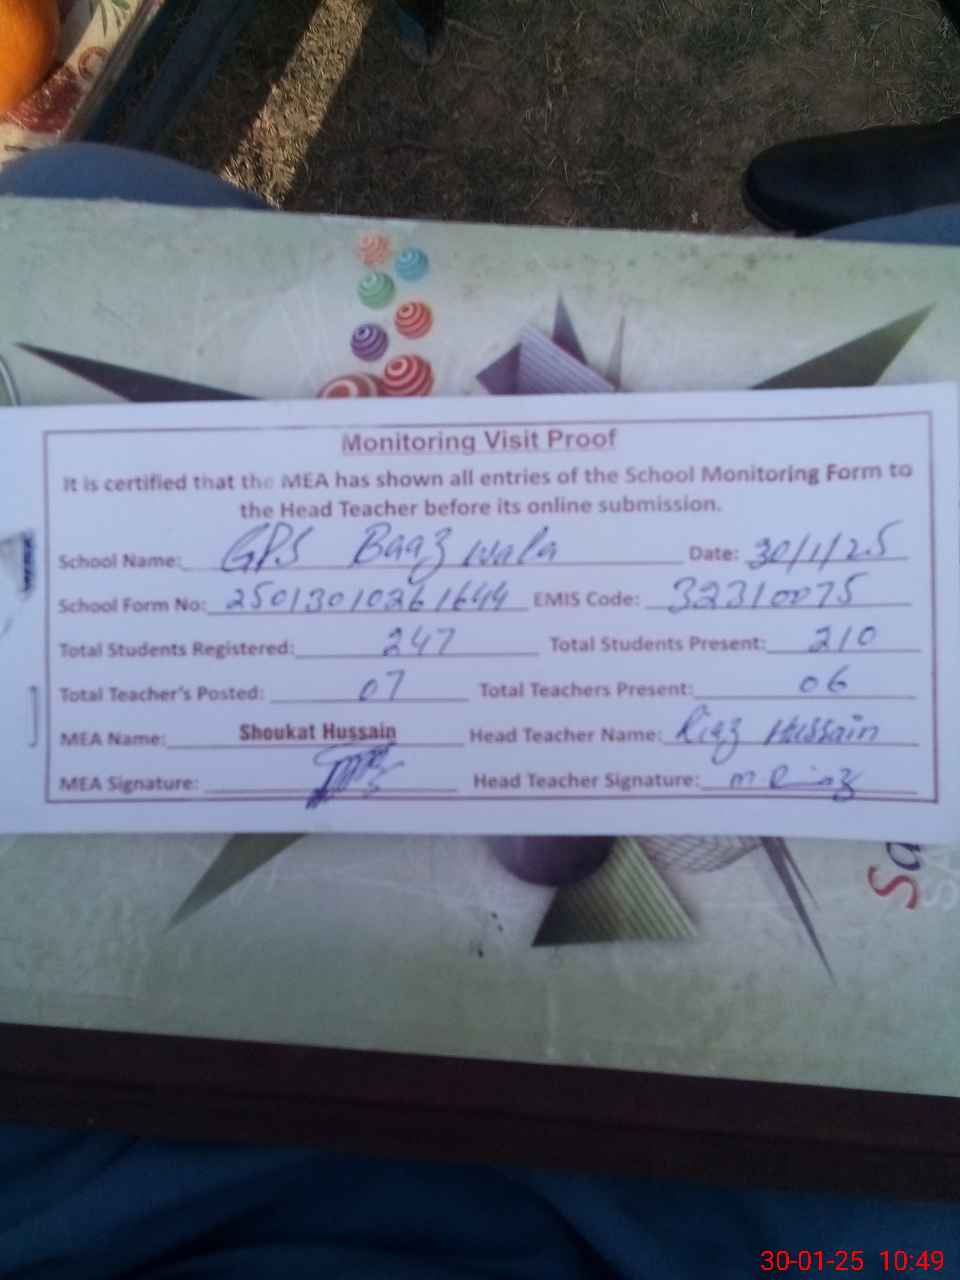 Monitoring Visit Proof
It is certified that the MEA has shown all entries of the School Monitoring Form to
the Head Teacher before its online submission.
School Name: GPS Baaz wala Date: 30/1/25
School Form No: 25013010261644 EMIS Code: 32310075
Total Students Registered: 247 Total Students Present: 210
Total Teacher's Posted: 07 Total Teachers Present: 06
MEA Name: Shoukat Hussain Head Teacher Name: Riaz Hussain
MEA Signature: Head Teacher Signature: M Riaz
Sa
30-01-25 10:49